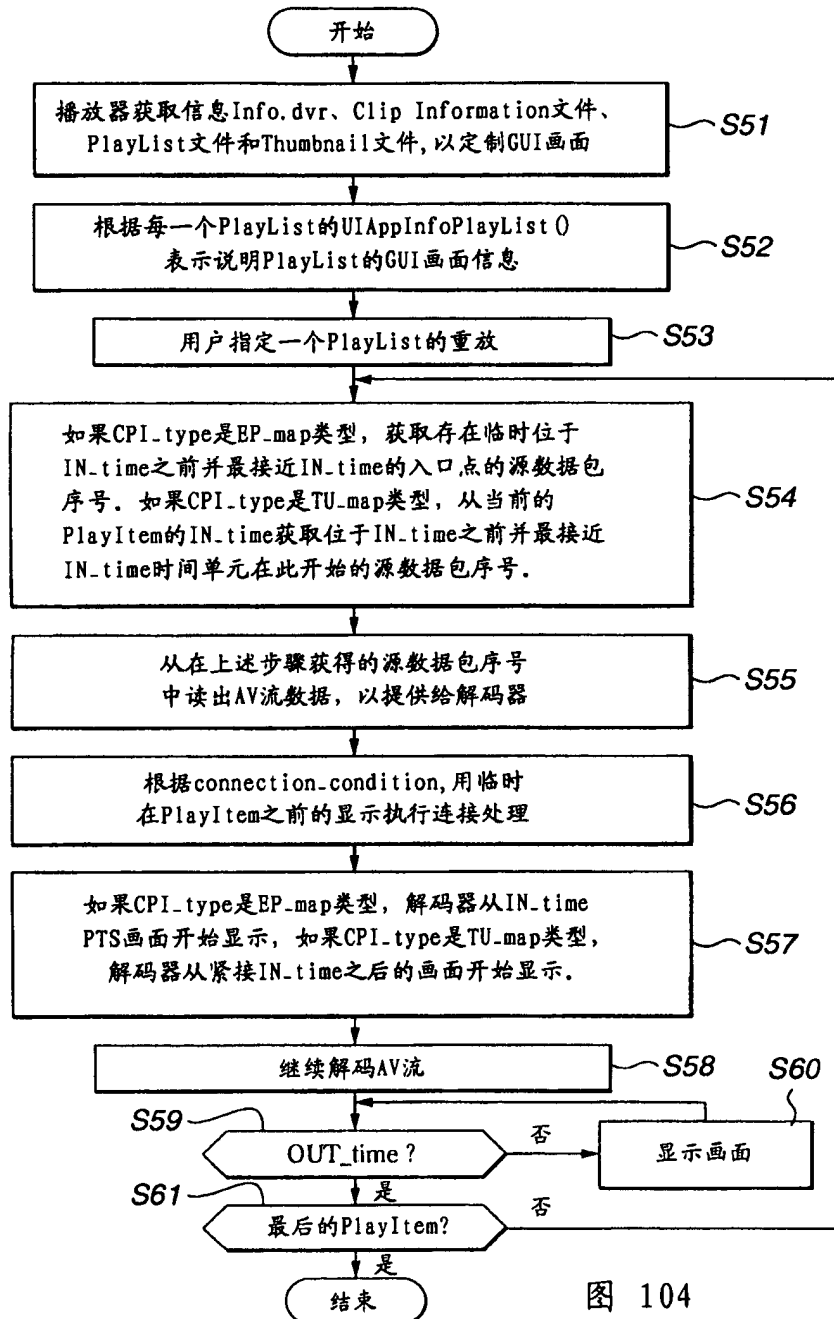 开始
播放器获取信息Info.dvr、Clip Information文件、
PlayList文件和Thumbnail文件,以定制GUI画面
S51
根据每一个PlayList的UIAppInfoPlayList()
表示说明PlayList的GUI画面信息
S52
用户指定一个PlayList的重放
S53
如果CPI_type是EP_map类型，获取存在临时位于
IN_time之前并最接近IN_time的入口点的源数据包
序号。如果CPI_type是TU_map类型，从当前的
PlayItem的IN_time获取位于IN_time之前并最接近
IN_time时间单元在此开始的源数据包序号。
S54
从在上述步骤获得的源数据包序号
中读出AV流数据，以提供给解码器
S55
根据connection_condition,用临时
在PlayItem之前的显示执行连接处理
S56
如果CPI_type是EP_map类型，解码器从IN_time
PTS画面开始显示，如果CPI_type是TU_map类型，
解码器从紧接IN_time之后的画面开始显示。
S57
继续解码AV流
S58
S59
OUT_time？
否
显示画面
S60
是
S61
最后的PlayItem?
否
是
结束
图 104